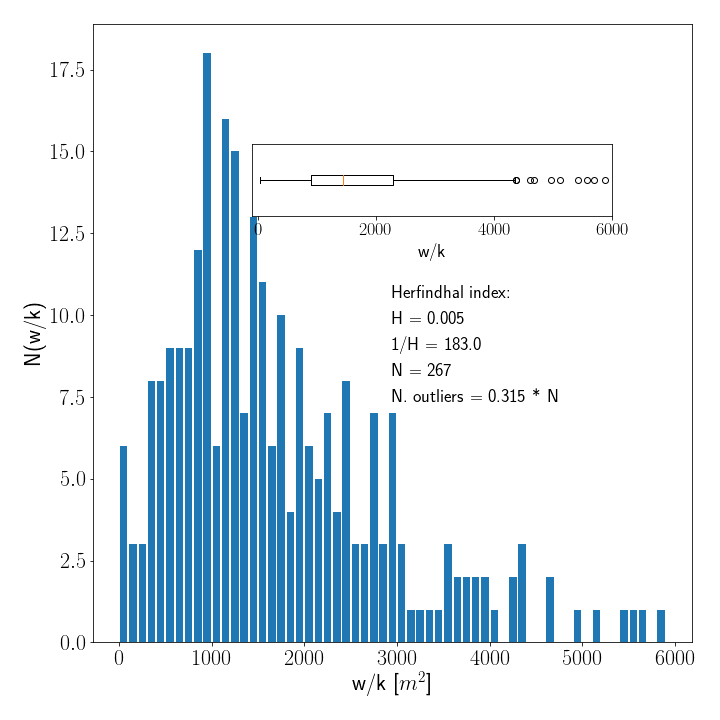 17.5
15.0
12.5
10.0
7.5
5.0
2.5
0.0
N(w/k)
0 2000 4000 6000
w/k
Herfindhal index:
H = 0.005
1/H = 183.0
N = 267
N. outliers = 0.315 * N
0 1000 2000 3000 4000 5000 6000
w/k [$m^2$]